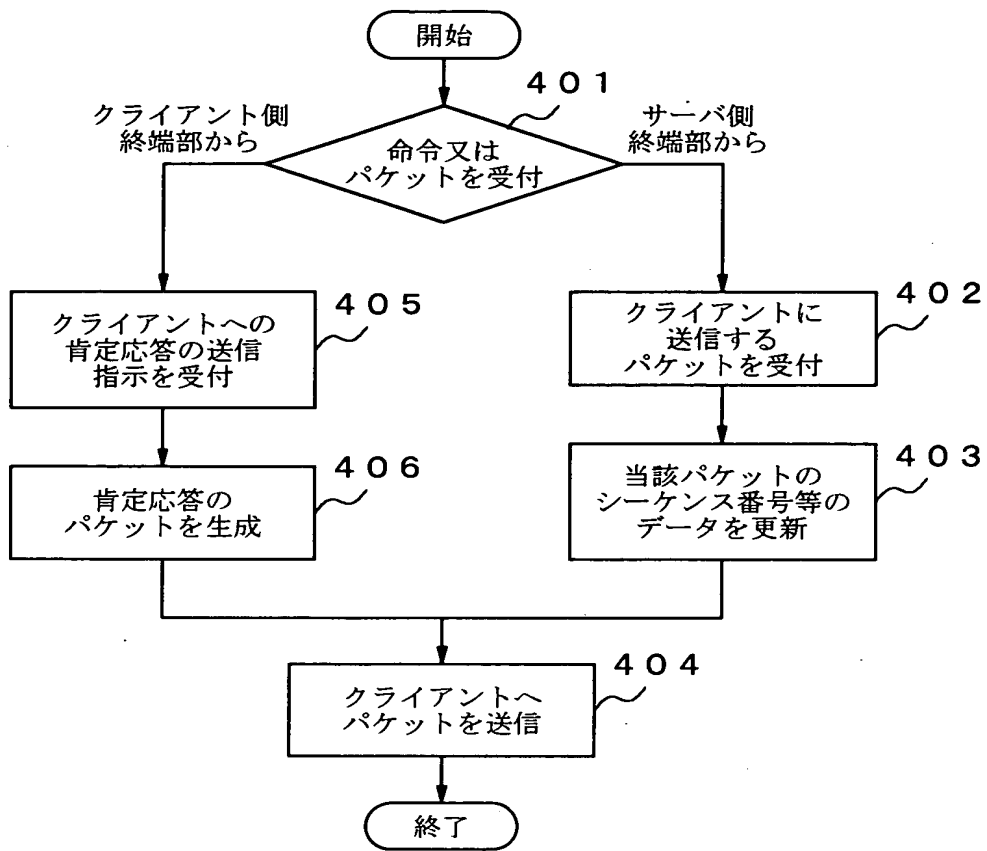 開始
401
クライアント側
終端部から
命令又は
パケットを受付
サーバ側
終端部から
405
クライアントへの
肯定応答の送信
指示を受付
402
クライアントに
送信する
パケットを受付
406
肯定応答の
パケットを生成
403
当該パケットの
シーケンス番号等の
データを更新
404
クライアントへ
パケットを送信
終了